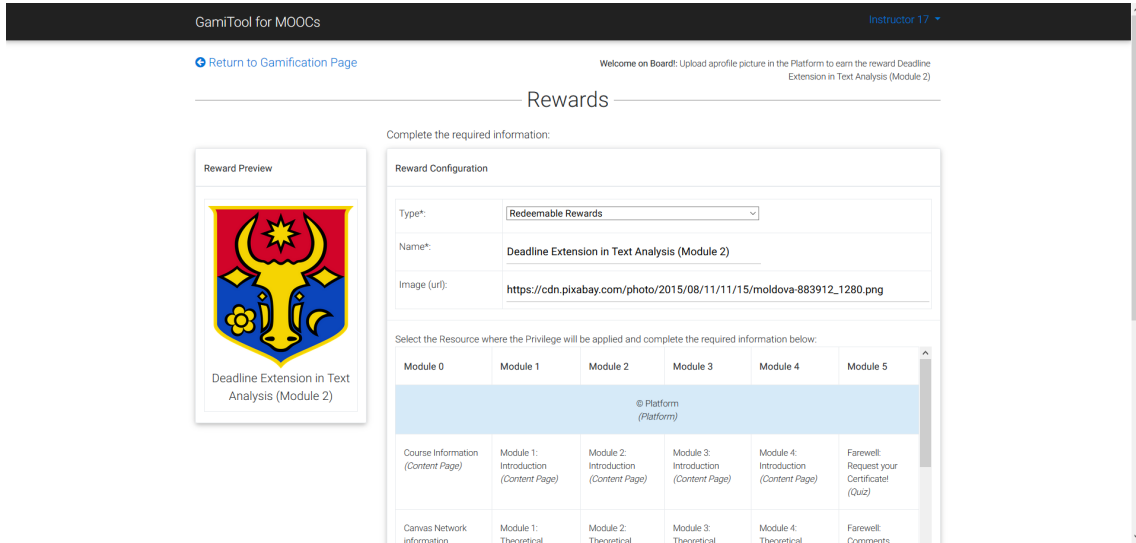 GamiTool for MOOCs
Instructor 17
Return to Gamification Page
Welcome on Board!: Upload aprofile picture in the Platform to earn the reward Deadline
Extension in Text Analysis (Module 2)
Rewards
Complete the required information:
Reward Preview
Deadline Extension in Text
Analysis (Module 2)
Reward Configuration
Type*:
Redeemable Rewards
Name*:
Deadline Extension in Text Analysis (Module 2)
Image (url):
https://cdn.pixabay.com/photo/2015/08/11/11/15/moldova-883912_1280.png
Select the Resource where the Privilege will be applied and complete the required information below:
Module 0 Module 1 Module 2 Module 3 Module 4 Module 5
© Platform
(Platform)
Course Information Module 1: Module 2: Module 3: Module 4: Farewell:
(Content Page) Introduction Introduction Introduction Introduction Request your
(Content Page) (Content Page) (Content Page) (Content Page) Certificate!
(Quiz)
Canvas Network Module 1: Module 2: Module 3: Module 4: Farewell:
information Theoretical Theoretical Theoretical Theoretical Comments